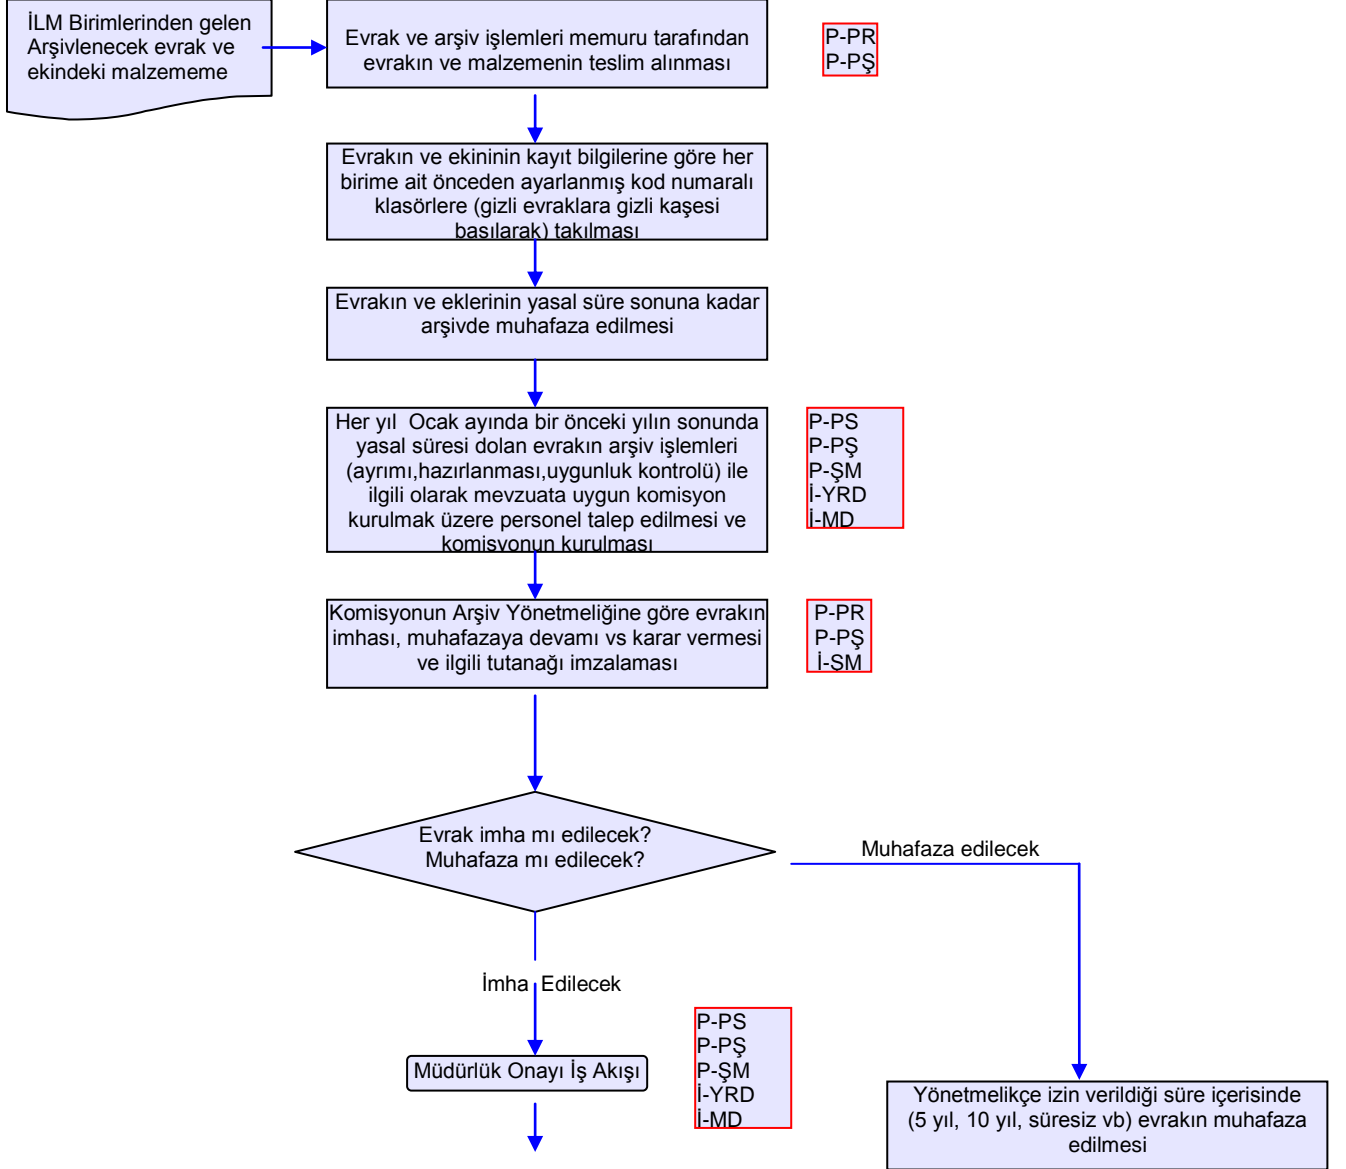 İLM Birimlerinden gelen
Arşivlenecek evrak ve
ekindeki malzememe
Evrak ve arşiv işlemleri memuru tarafından
evrakın ve malzemenin teslim alınması
P-PR
P-PŞ
Evrakın ve ekininin kayıt bilgilerine göre her
birime ait önceden ayarlanmış kod numaralı
klasörlere (gizli evraklara gizli kaşesi
basılarak) takılması
Evrakın ve eklerinin yasal süre sonuna kadar
arşivde muhafaza edilmesi
Her yıl  Ocak ayında bir önceki yılın sonunda
yasal süresi dolan evrakın arşiv işlemleri
(ayrımı,hazırlanması,uygunluk kontrolü) ile
ilgili olarak mevzuata uygun komisyon
kurulmak üzere personel talep edilmesi ve
komisyonun kurulması
P-PS
P-PŞ
P-ŞM
İ-YRD
İ-MD
Komisyonun Arşiv Yönetmeliğine göre evrakın
imhası, muhafazaya devamı vs karar vermesi
ve ilgili tutanağı imzalaması
P-PR
P-PŞ
İ-ŞM
Evrak imha mı edilecek?
Muhafaza mı edilecek?
Muhafaza edilecek
İmha  Edilecek
P-PS
P-PŞ
P-ŞM
İ-YRD
İ-MD
Müdürlük Onayı İş Akışı
Yönetmelikçe izin verildiği süre içerisinde
(5 yıl, 10 yıl, süresiz vb) evrakın muhafaza
edilmesi